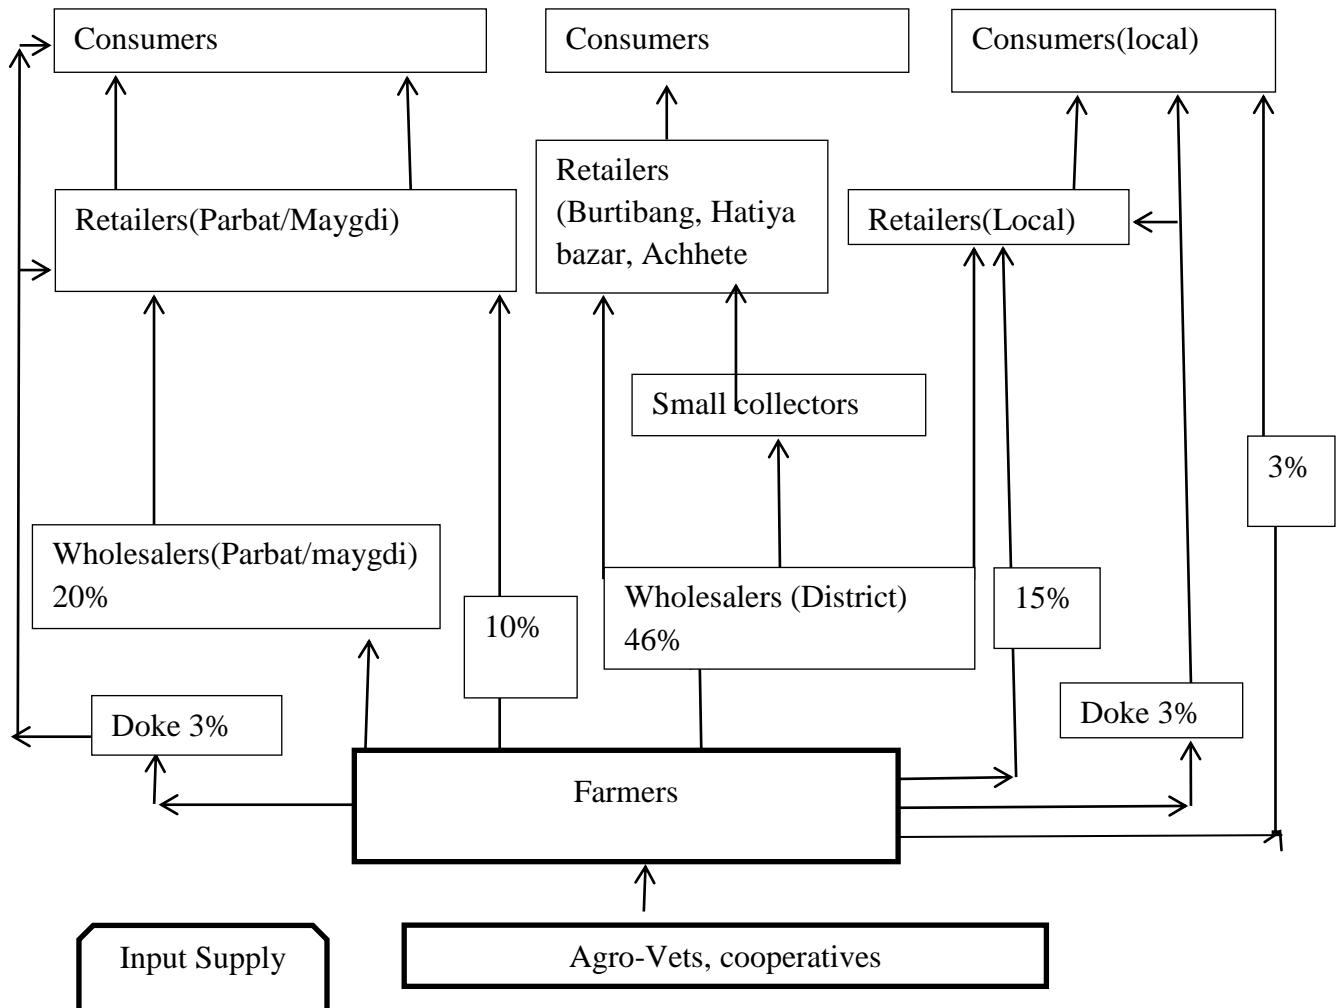 Consumers
Consumers
Consumers(local)
Retailers(Parbat/Maygdi)
Retailers
(Burtibang, Hatiya
bazar, Achhete
Retailers(Local)
Small collectors
3%
Wholesalers(Parbat/maygdi)
20%
10%
Wholesalers (District)
46%
15%
Doke 3%
Doke 3%
Farmers
Input Supply
Agro-Vets, cooperatives